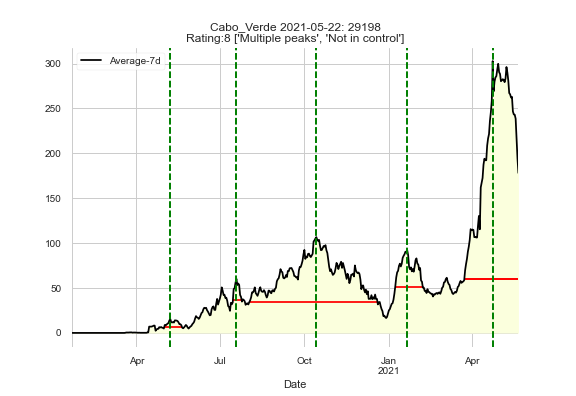 Cabo_Verde 2021-05-22: 29198
Rating:8 ['Multiple peaks', 'Not in control']
Average-7d
300
250
200
150
100
50
0
Apr
Jul
Oct
Jan
2021
Apr
Date